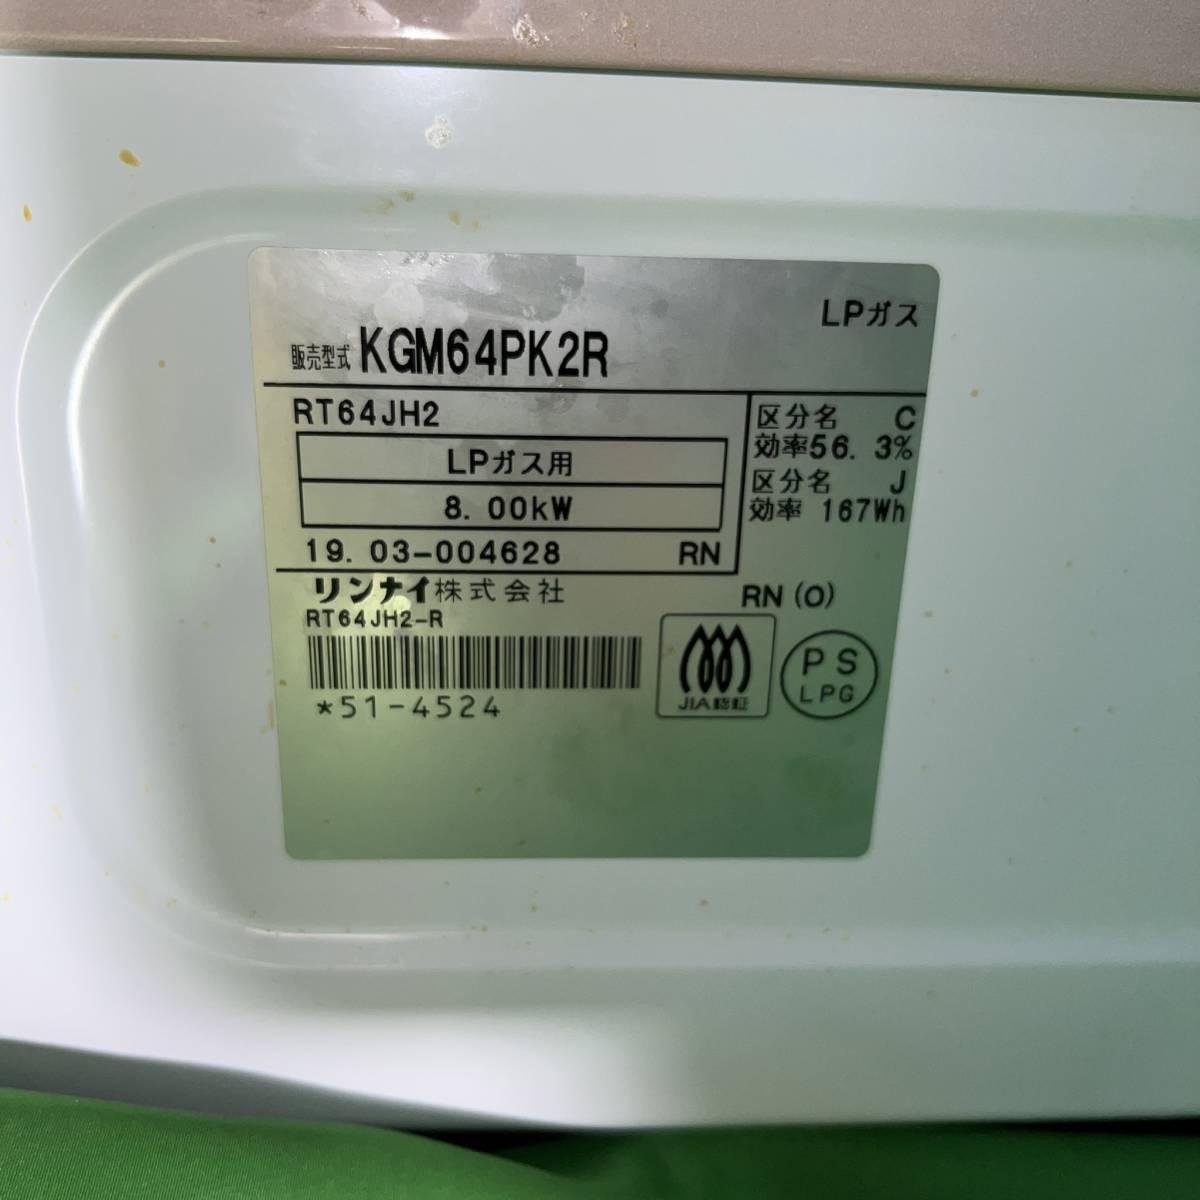 LPガス
販売型式 KGM64PK2R
RT64JH2
LPガス用
8.00kW
19.03-004628 RN
区分名 C
効率56.3%
区分名 J
効率 167Wh
リンナイ株式会社
RN(O)
RT64JH2-R
*51-4524
JIA認証
PS
LPG